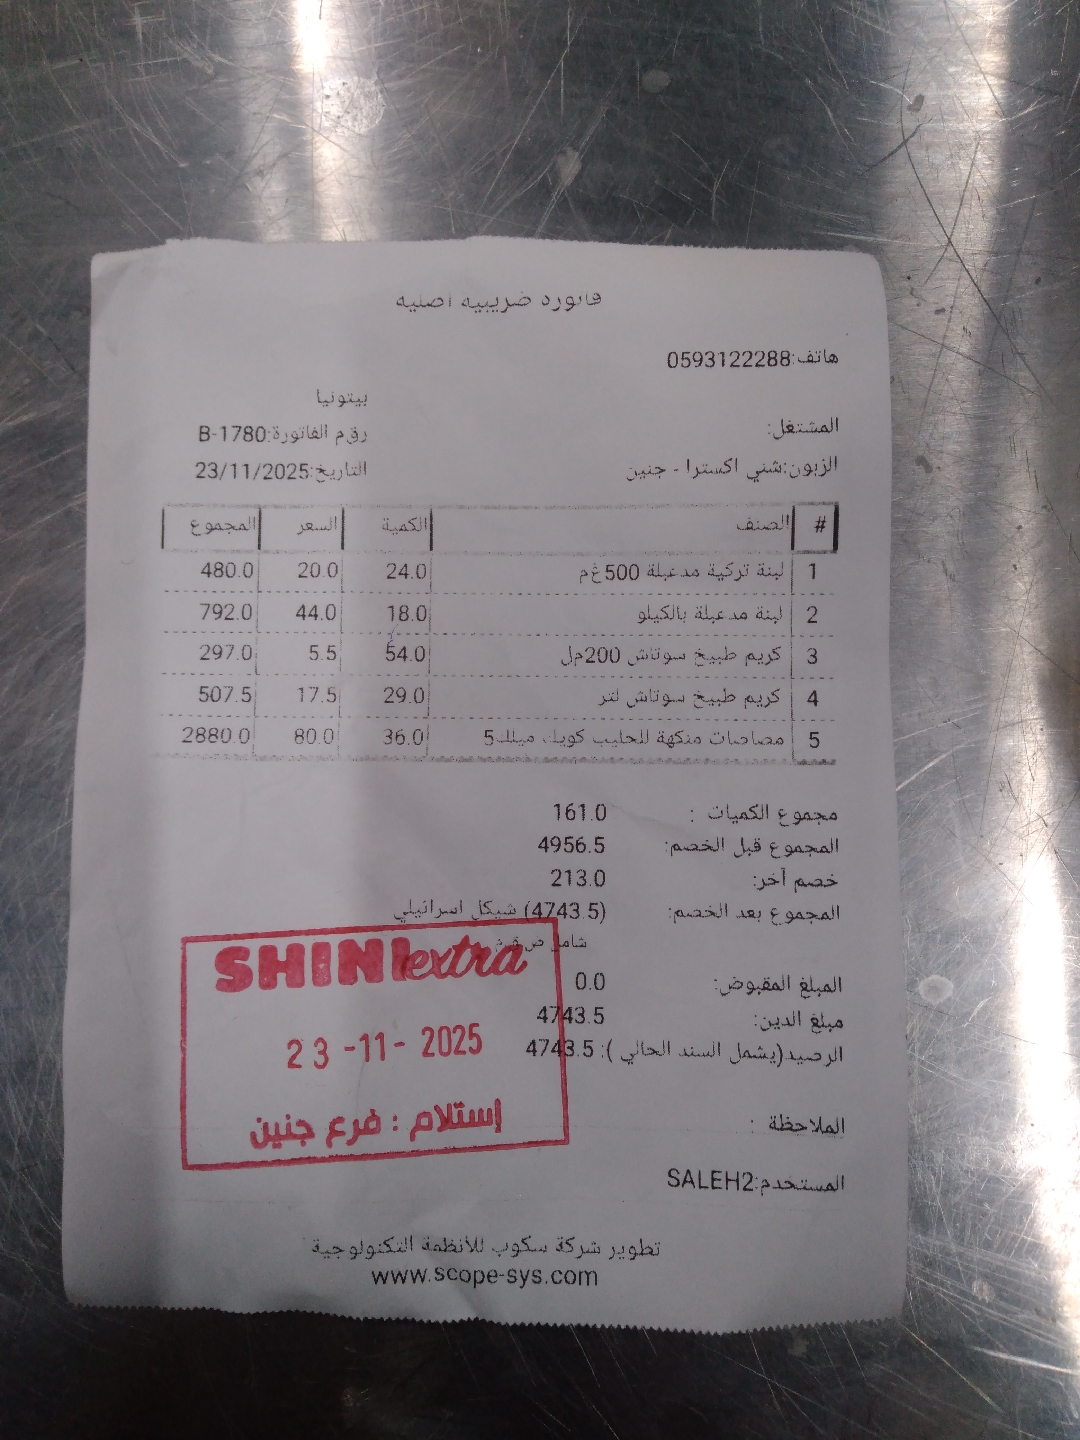 فاتورة ضريبية اصلية
هاتف:0593122288
بيتونيا
المشتغل:
رقم الفاتورة:B-1780
الزبون:شني اكسترا - جنين
التاريخ:23/11/2025
# الصنف الكمية السعر المجموع
1 لبنة تركية مدعبلة 500غم 24.0 20.0 480.0
2 لبنة مدعبلة بالكيلو 18.0 44.0 792.0
3 كريم طبيخ سوتاش 200مل 54.0 5.5 297.0
4 كريم طبيخ سوتاش لتر 29.0 17.5 507.5
5 مصاصات منكهة للحليب كويك ميلك5 36.0 80.0 2880.0
مجموع الكميات : 161.0
المجموع قبل الخصم: 4956.5
خصم آخر: 213.0
المجموع بعد الخصم: (4743.5) شيكل اسرائيلي
شامل ض.ق.م
المبلغ المقبوض: 0.0
مبلغ الدين: 4743.5
الرصيد(يشمل السند الحالي ): 4743.5
SHINI extra
23 -11- 2025
إستلام : فرع جنين
الملاحظة :
المستخدم:SALEH2
تطوير شركة سكوب للأنظمة التكنولوجية
www.scope-sys.com